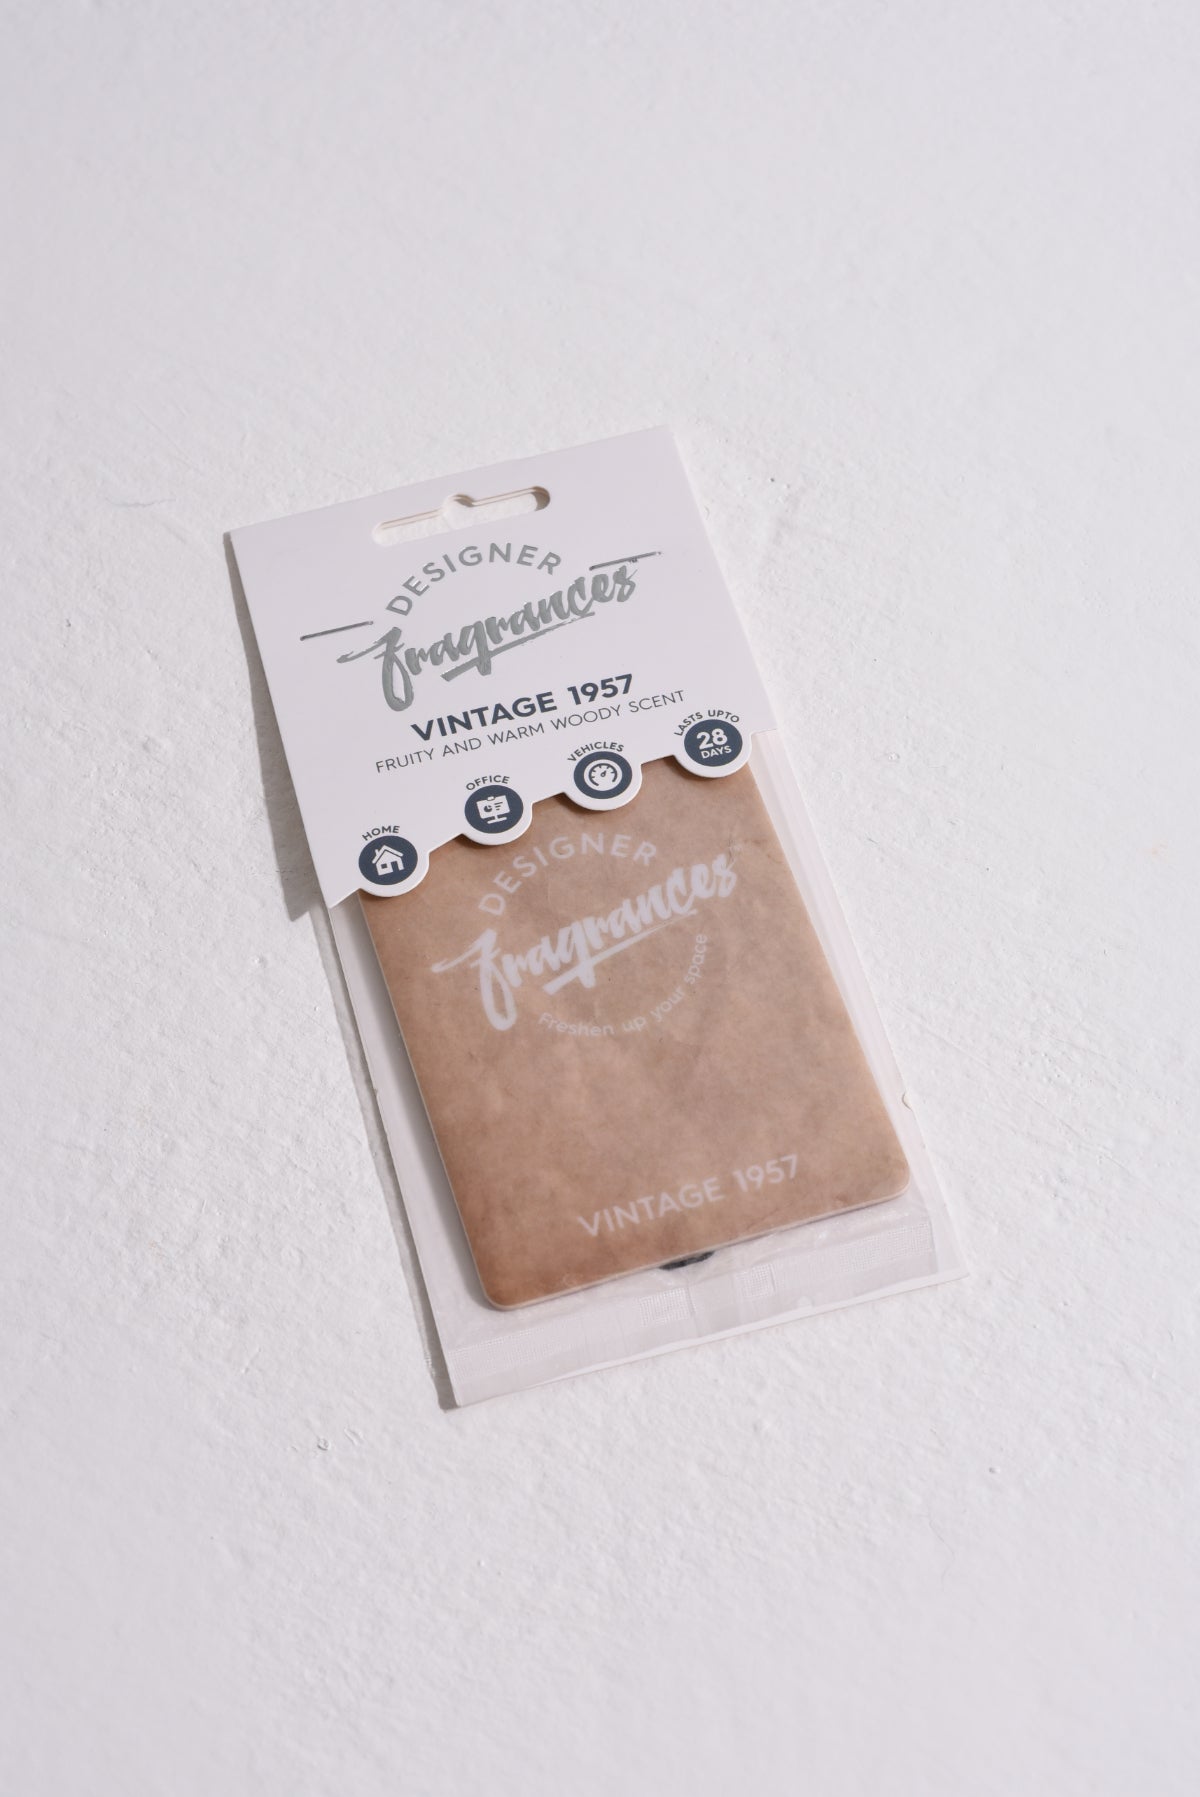 DESIGNER
fragrances™
VINTAGE 1957
FRUITY AND WARM WOODY SCENT
HOME
OFFICE
VEHICLES
LASTS UPTO
28
DAYS
DESIGNER
fragrances
Freshen up your space
VINTAGE 1957